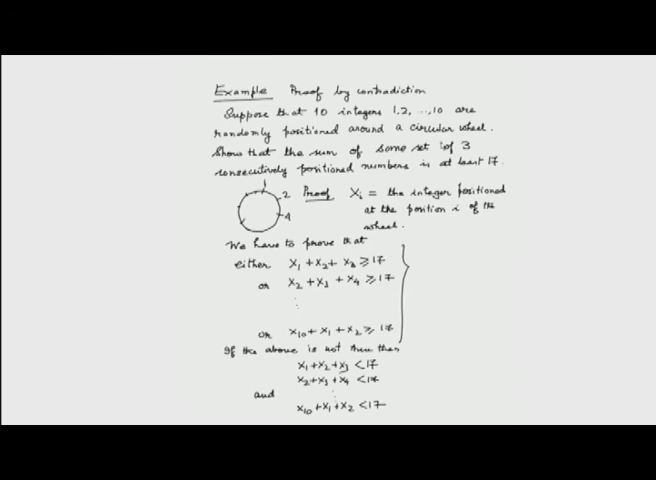 Example Proof by contradiction
Suppose that 10 integers 1,2, ...,10 are
randomly positioned around a circular wheel.
Show that the sum of some set of 3
consecutively positioned numbers is at least 17.
1
2
4
Proof Xi = the integer positioned
at the position i of the
wheel.
We have to prove that
either X1 + X2 + X3 ≥ 17
or X2 + X3 + X4 ≥ 17
⋮
or X10 + X1 + X2 ≥ 17
If the above is not true then
X1 + X2 + X3 < 17
X2 + X3 + X4 < 17
⋮
and
X10 + X1 + X2 < 17